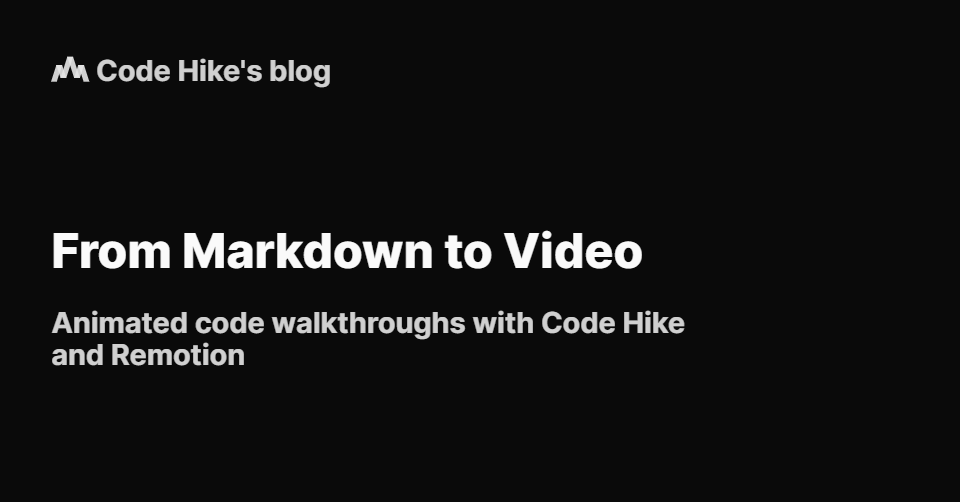 Code Hike's blog
From Markdown to Video
Animated code walkthroughs with Code Hike
and Remotion